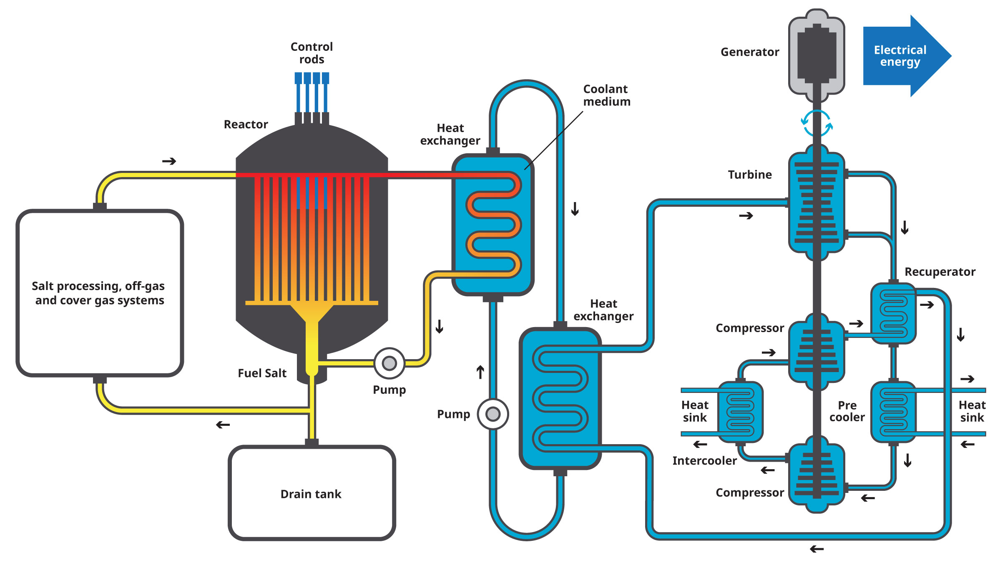 Control
rods
Reactor
Salt processing, off-gas
and cover gas systems
Fuel Salt
Pump
Drain tank
Heat
exchanger
Coolant
medium
Pump
Heat
exchanger
Generator
Electrical
energy
Turbine
Recuperator
Compressor
Heat
sink
Intercooler
Pre
cooler
Heat
sink
Compressor